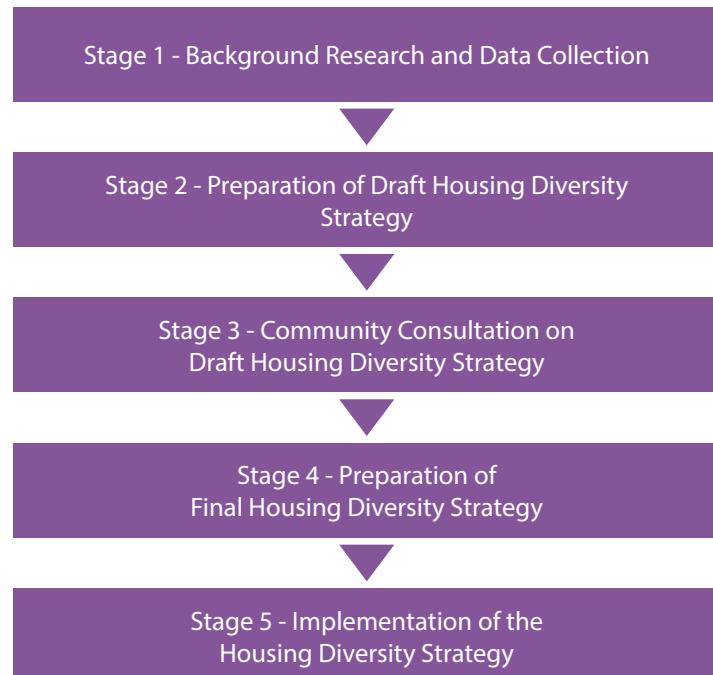 Stage 1 - Background Research and Data Collection
Stage 2 - Preparation of Draft Housing Diversity
Strategy
Stage 3 - Community Consultation on
Draft Housing Diversity Strategy
Stage 4 - Preparation of
Final Housing Diversity Strategy
Stage 5 - Implementation of the
Housing Diversity Strategy